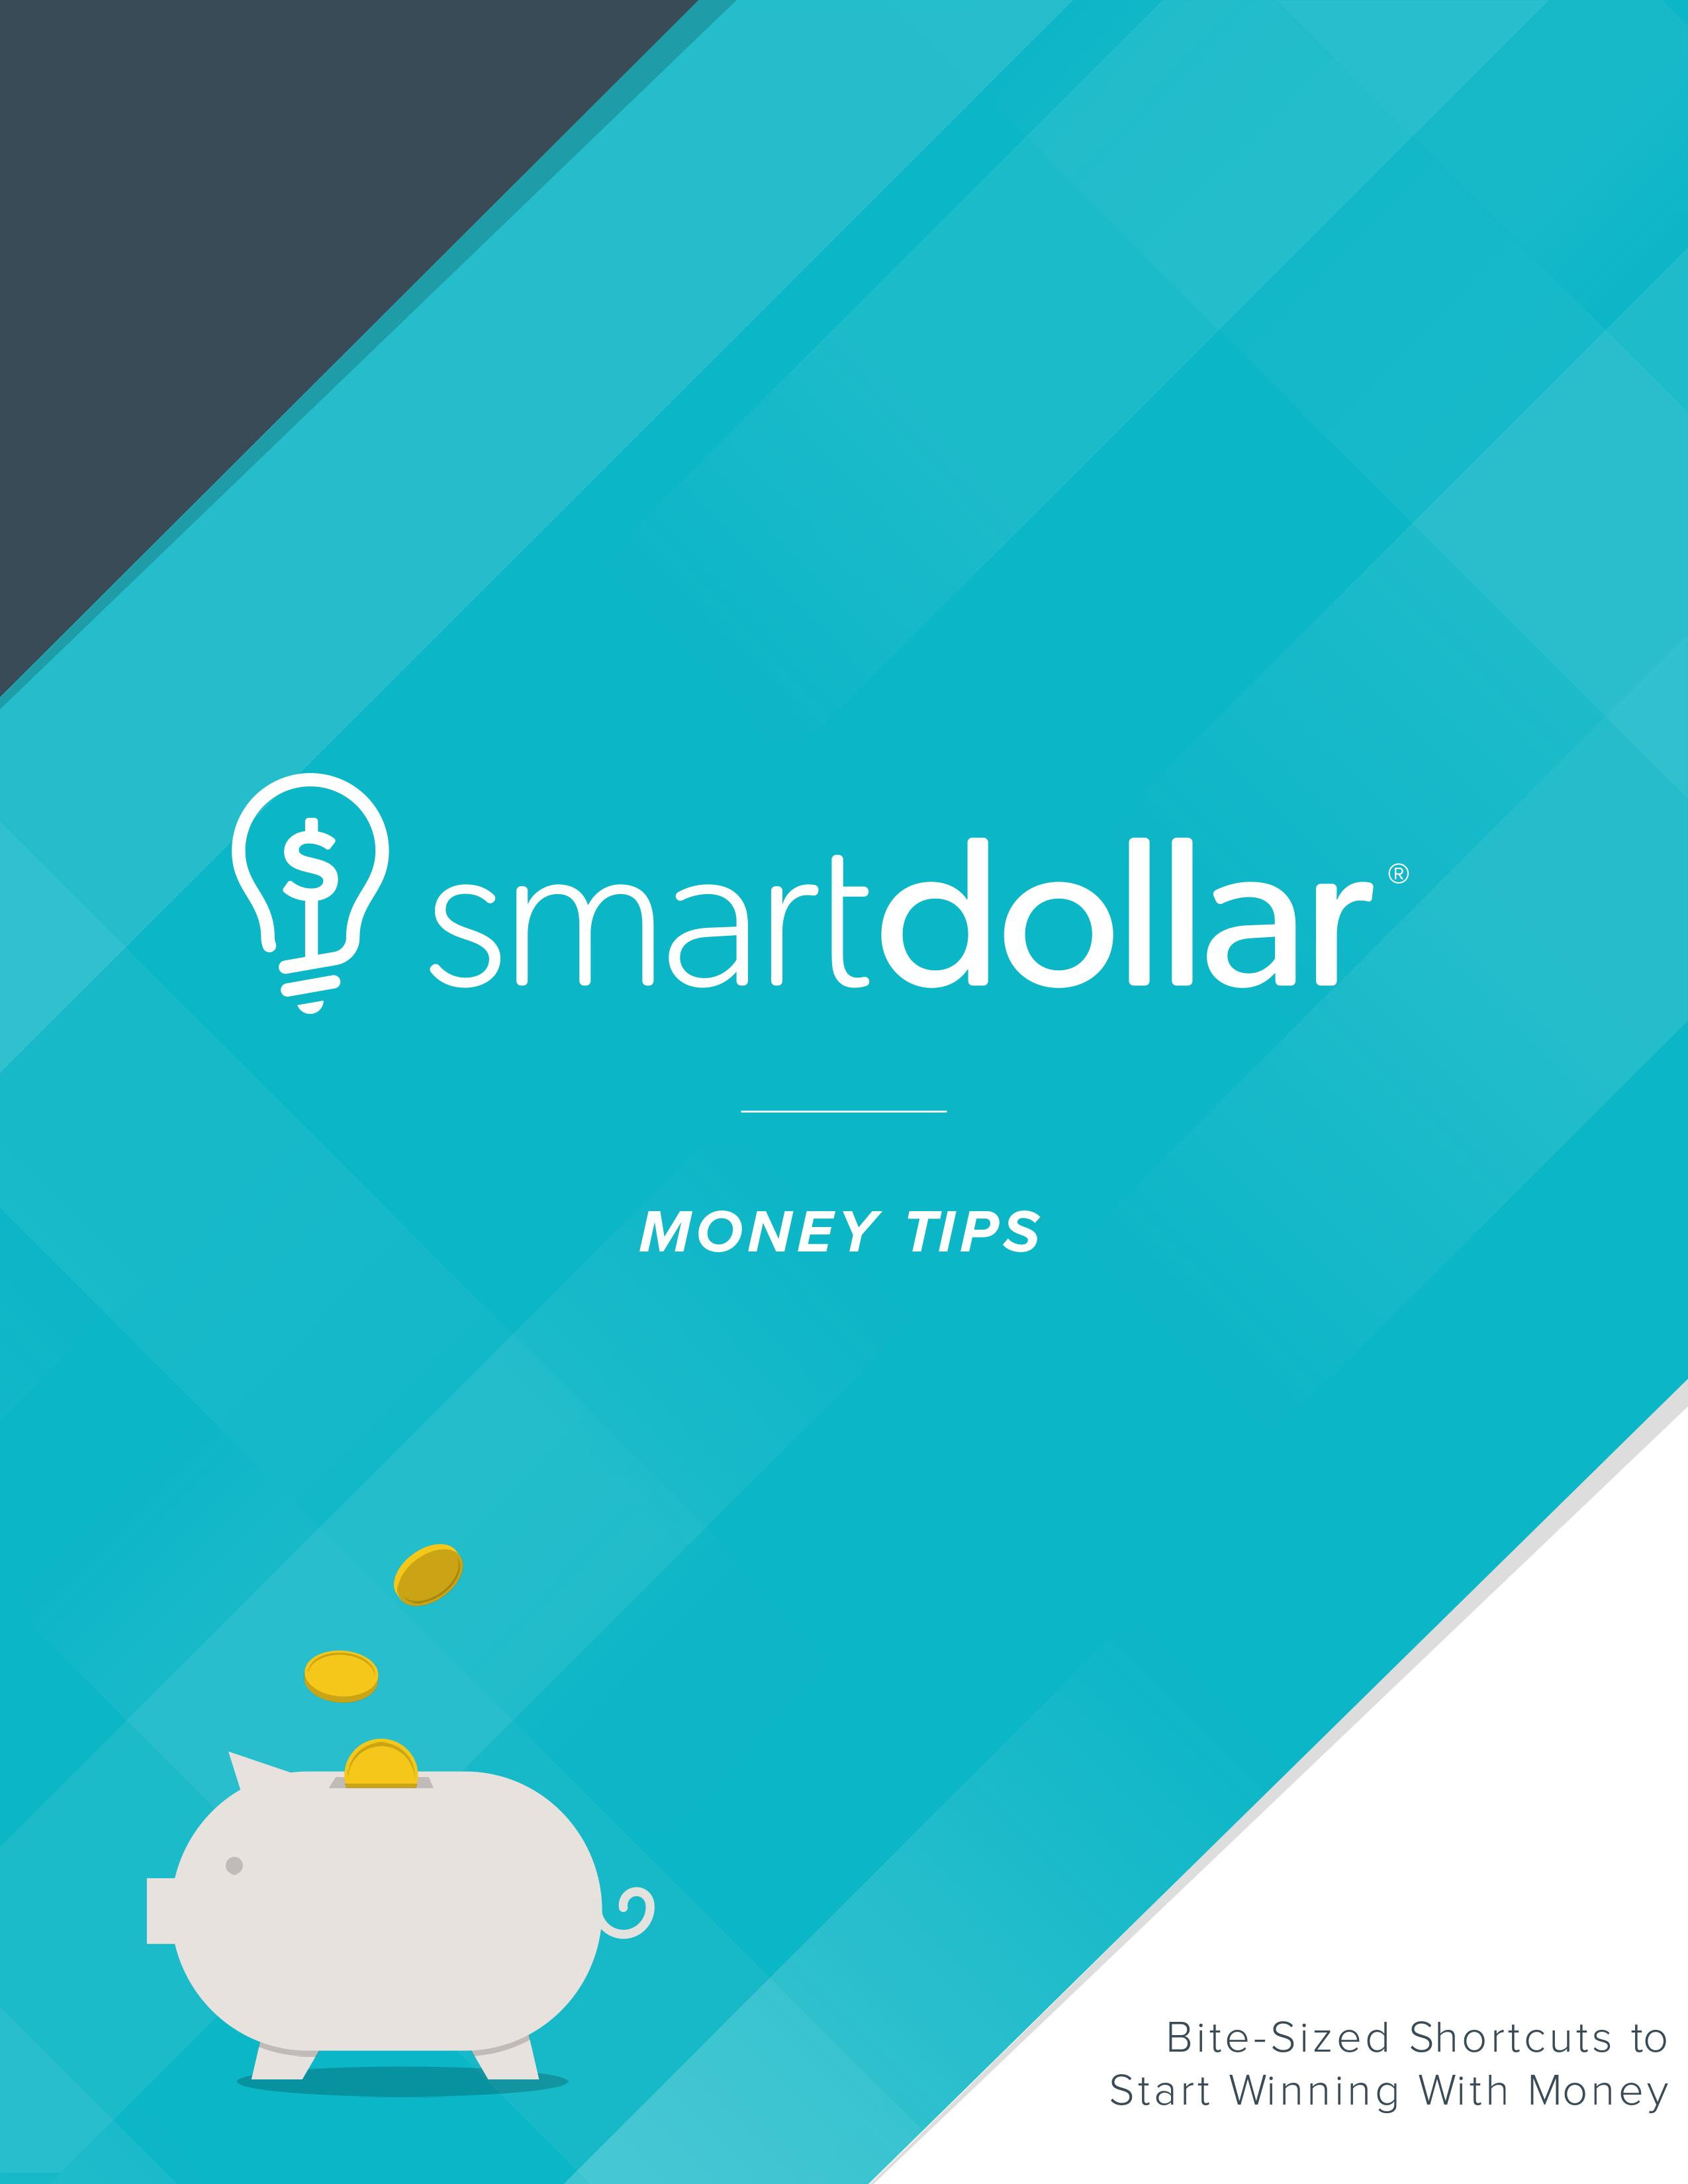 smartdollar®
MONEY TIPS
Bite-Sized Shortcuts to
Start Winning With Money